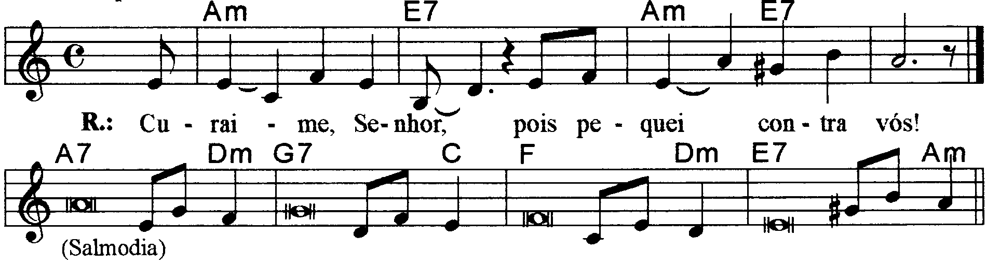 Am E7 Am E7
R.: Cu - rai - me, Se - nhor, pois pe - quei con - tra vós!
A7 Dm G7 C F Dm E7 Am
(Salmodia)